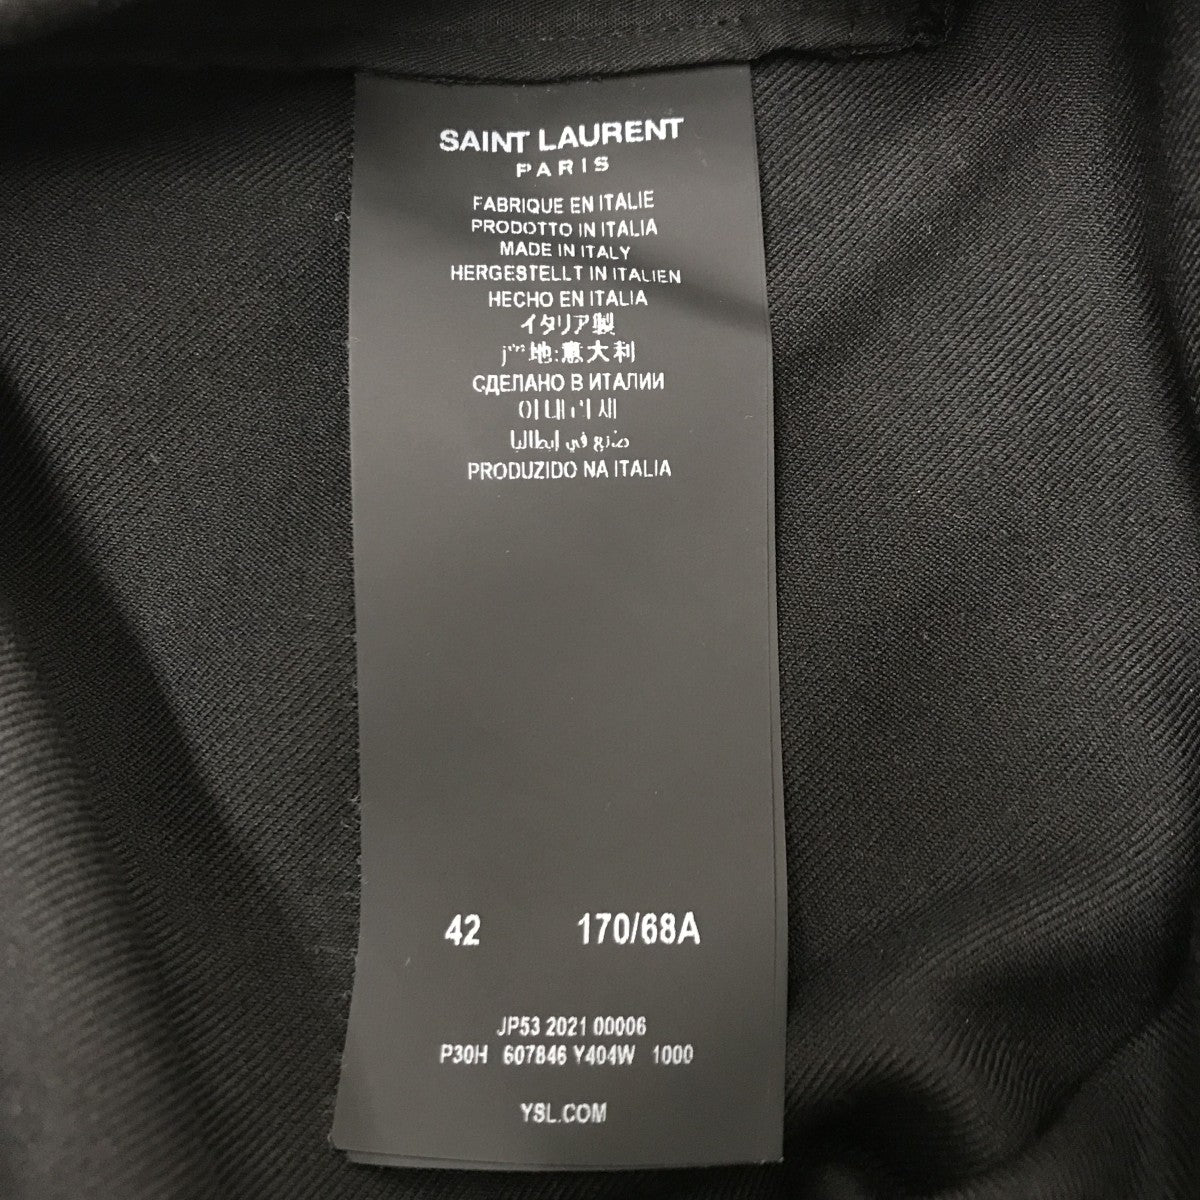 SAINT LAURENT
PARIS
FABRIQUE EN ITALIE
PRODOTTO IN ITALIA
MADE IN ITALY
HERGESTELLT IN ITALIEN
HECHO EN ITALIA
イタリア製
地:意大利
СДЕЛАНО В ИТАЛИИ
صنع في إيطاليا
PRODUZIDO NA ITALIA
42 170/68A
JP53 2021 00006
P30H 607846 Y404W 1000
YSL.COM